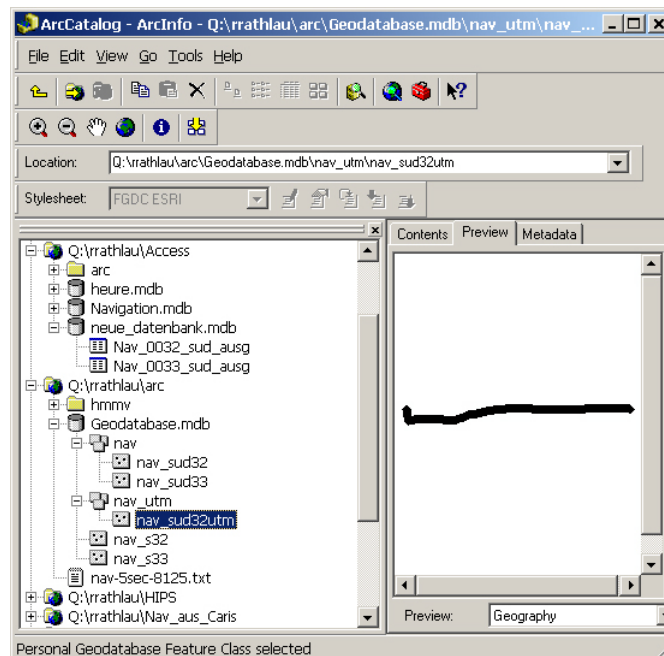 ArcCatalog - ArcInfo - Q:\rrathlau\arc\Geodatabase.mdb\nav_utm\nav_...
File Edit View Go Tools Help
Location: Q:\rrathlau\arc\Geodatabase.mdb\nav_utm\nav_sud32utm
Stylesheet: FGDC ESRI
Contents Preview Metadata
Q:\rrathlau\Access
arc
heure.mdb
Navigation.mdb
neue_datenbank.mdb
Nav_0032_sud_ausg
Nav_0033_sud_ausg
Q:\rrathlau\arc
hmmv
Geodatabase.mdb
nav
nav_sud32
nav_sud33
nav_utm
nav_sud32utm
nav_s32
nav_s33
nav-5sec-8125.txt
Q:\rrathlau\HIPS
Q:\rrathlau\Nav_aus_Caris
Preview: Geography
Personal Geodatabase Feature Class selected